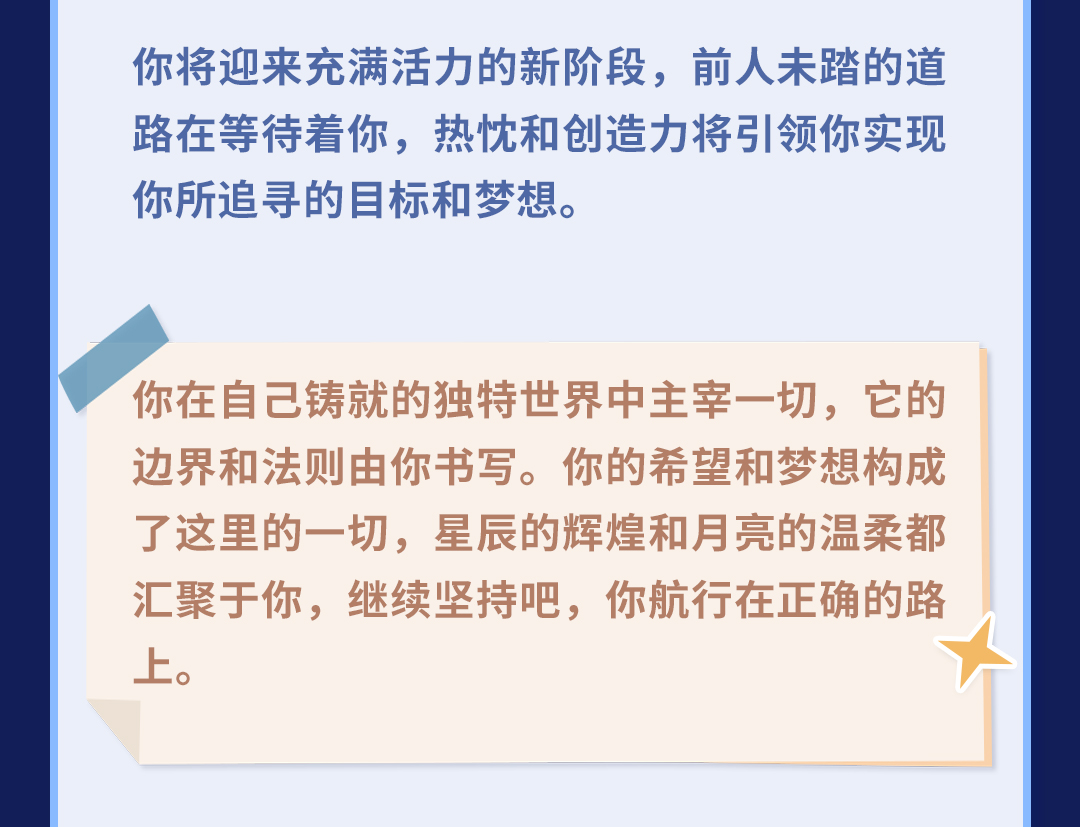 你将迎来充满活力的新阶段，前人未踏的道
路在等待着你，热忱和创造力将引领你实现
你所追寻的目标和梦想。
你在自己铸就的独特世界中主宰一切，它的
边界和法则由你书写。你的希望和梦想构成
了这里的一切，星辰的辉煌和月亮的温柔都
汇聚于你，继续坚持吧，你航行在正确的路
上。